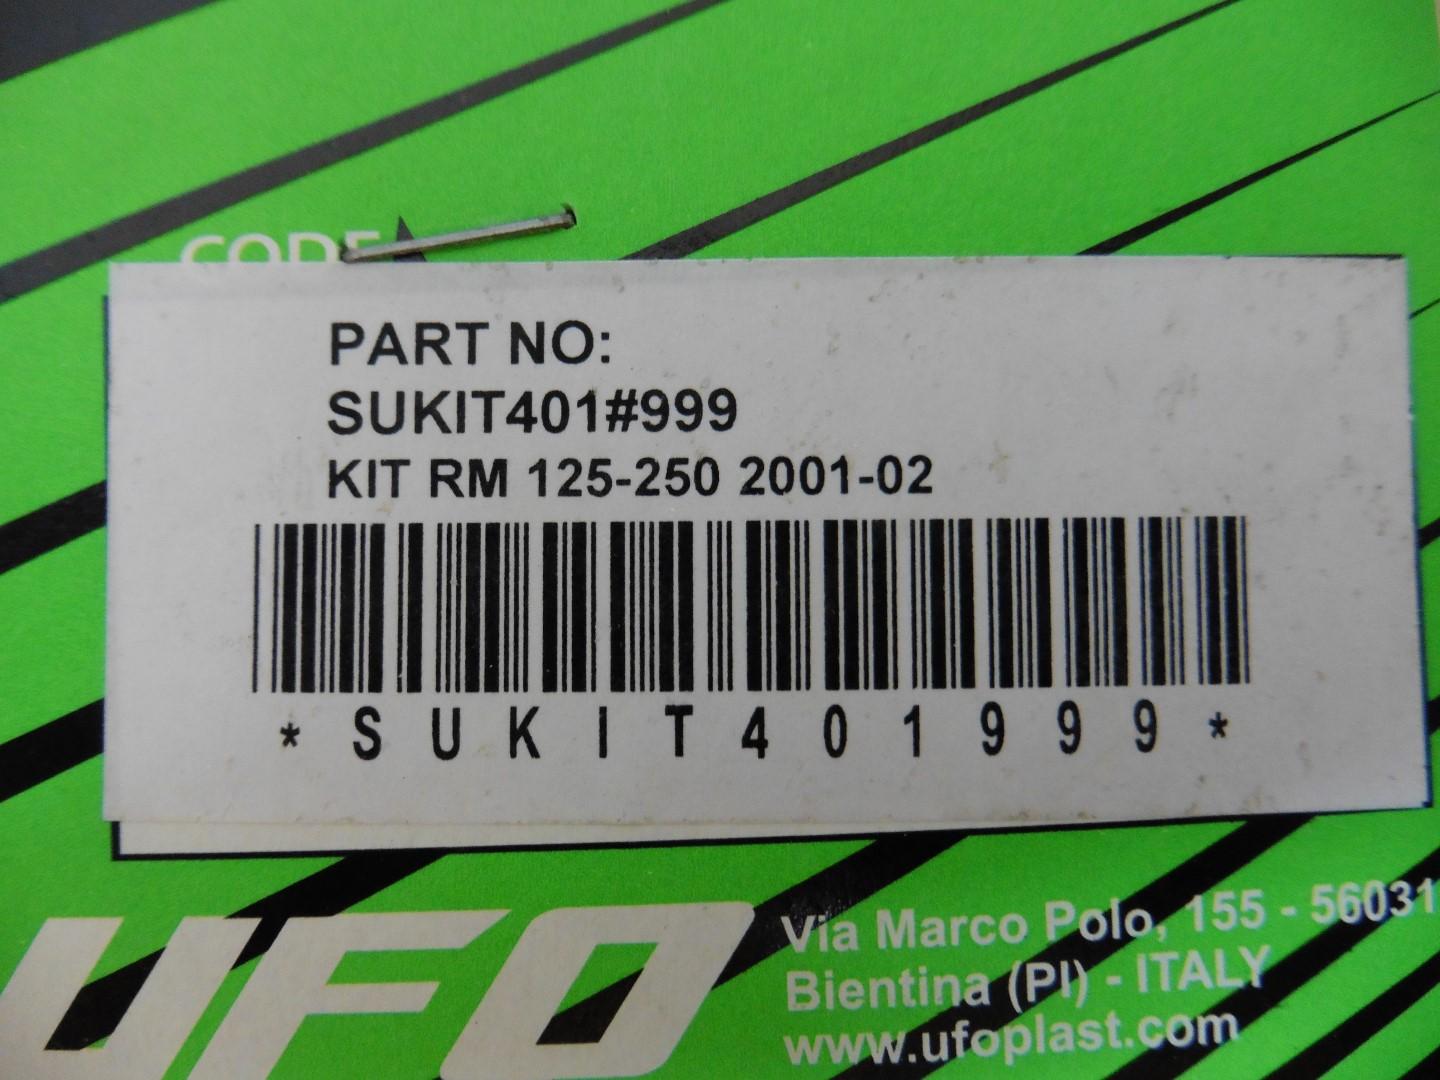 CODE
PART NO:
SUKIT401#999
KIT RM 125-250 2001-02
*SUKIT401999*
UFO
Via Marco Polo, 155 - 56031
Bientina (PI) - ITALY
www.ufoplast.com